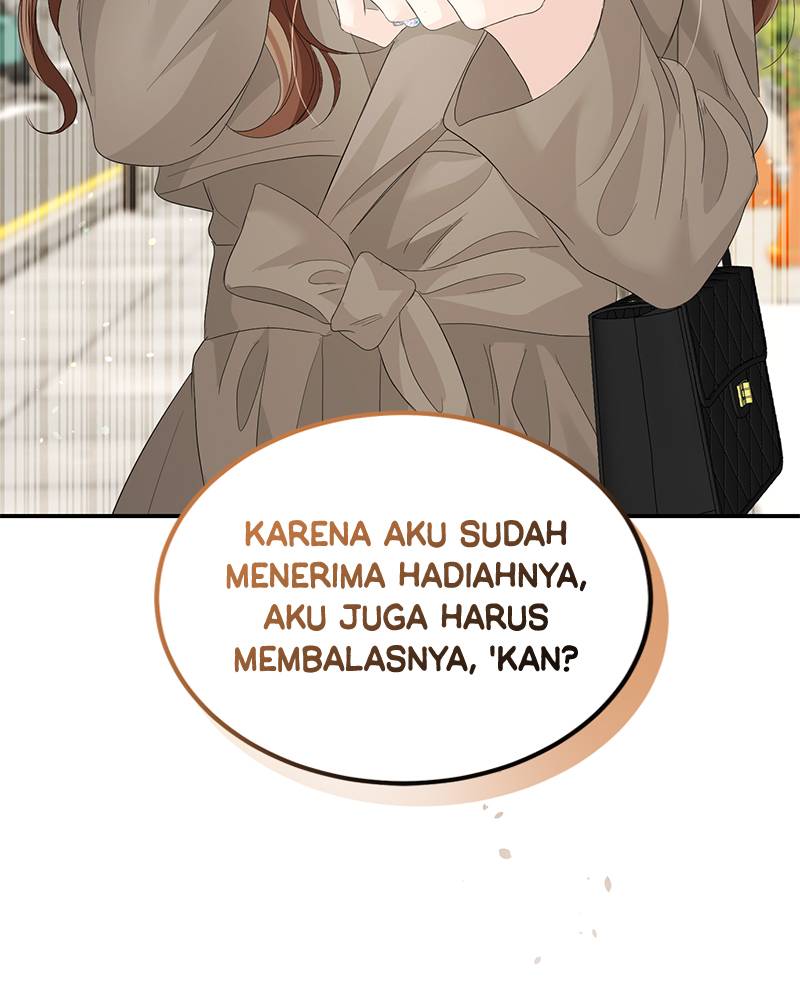 KARENA AKU SUDAH
MENERIMA HADIAHNYA,
AKU JUGA HARUS
MEMBALASNYA, 'KAN?